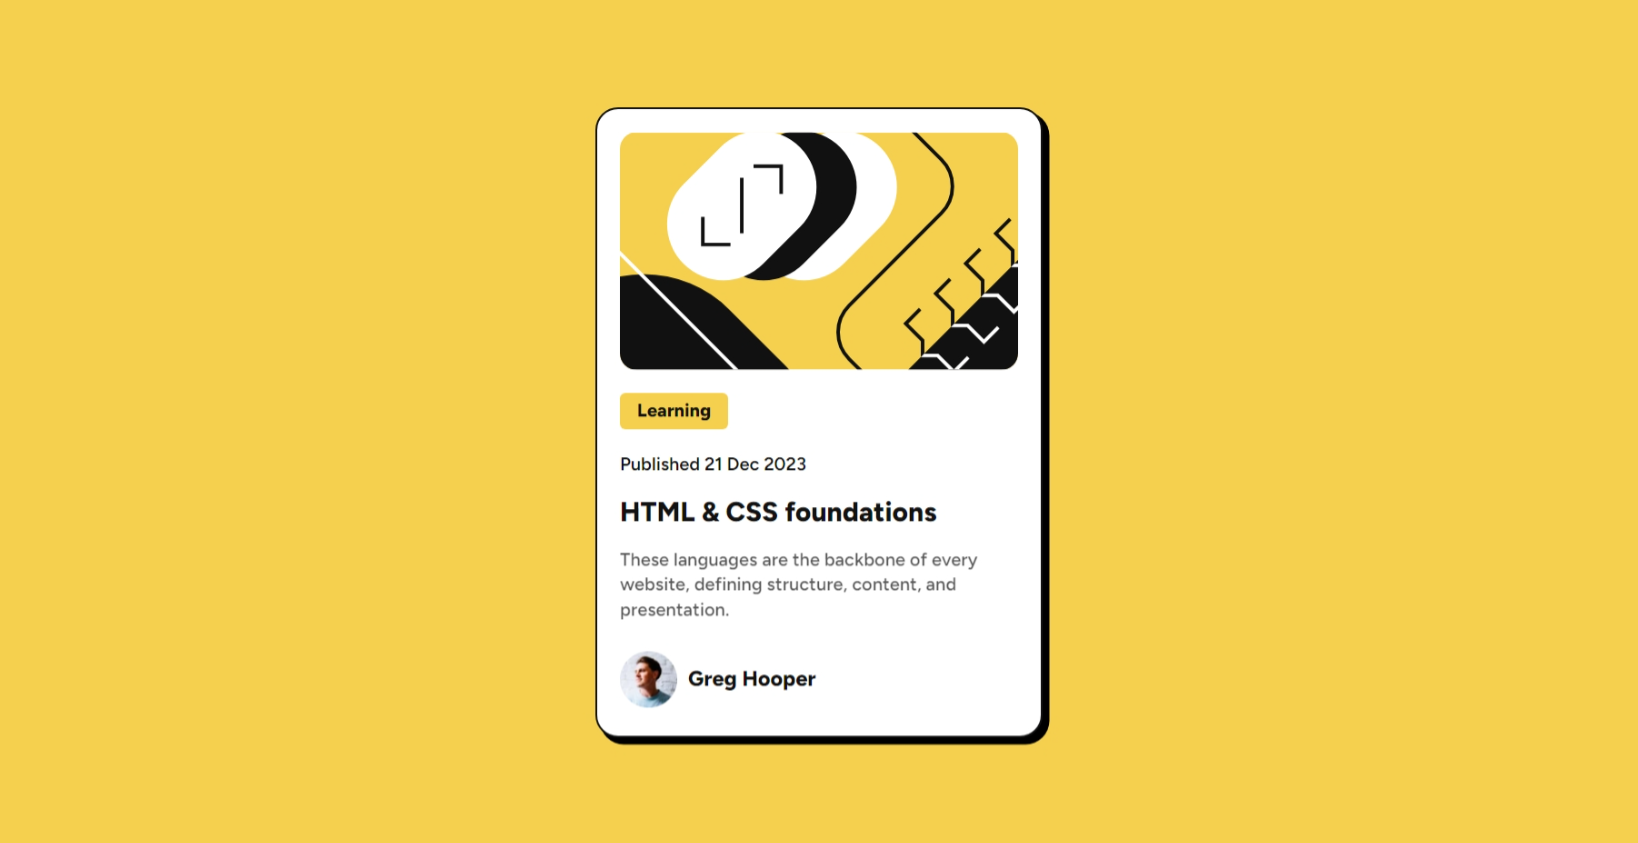 Learning
Published 21 Dec 2023
HTML & CSS foundations
These languages are the backbone of every
website, defining structure, content, and
presentation.
Greg Hooper